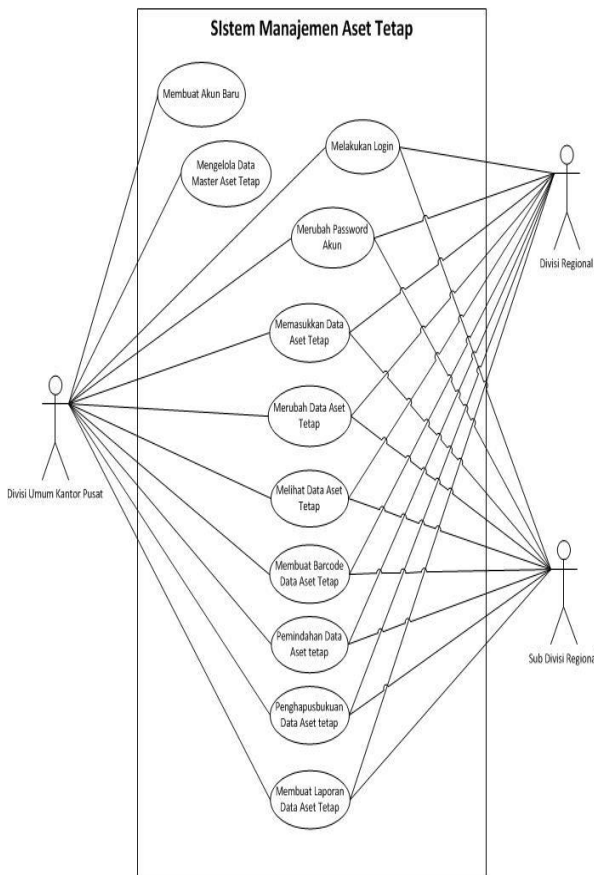 SIstem Manajemen Aset Tetap
Membuat Akun Baru
Melakukan Login
Mengelola Data
Master Aset Tetap
Merubah Password
Akun
Divisi Regional
Memasukkan Data
Aset Tetap
Merubah Data Aset
Tetap
Divisi Umum Kantor Pusat
Melihat Data Aset
Tetap
Membuat Barcode
Data Aset Tetap
Pemindahan Data
Aset tetap
Sub Divisi Regional
Penghapusbukuan
Data Aset tetap
Membuat Laporan
Data Aset Tetap